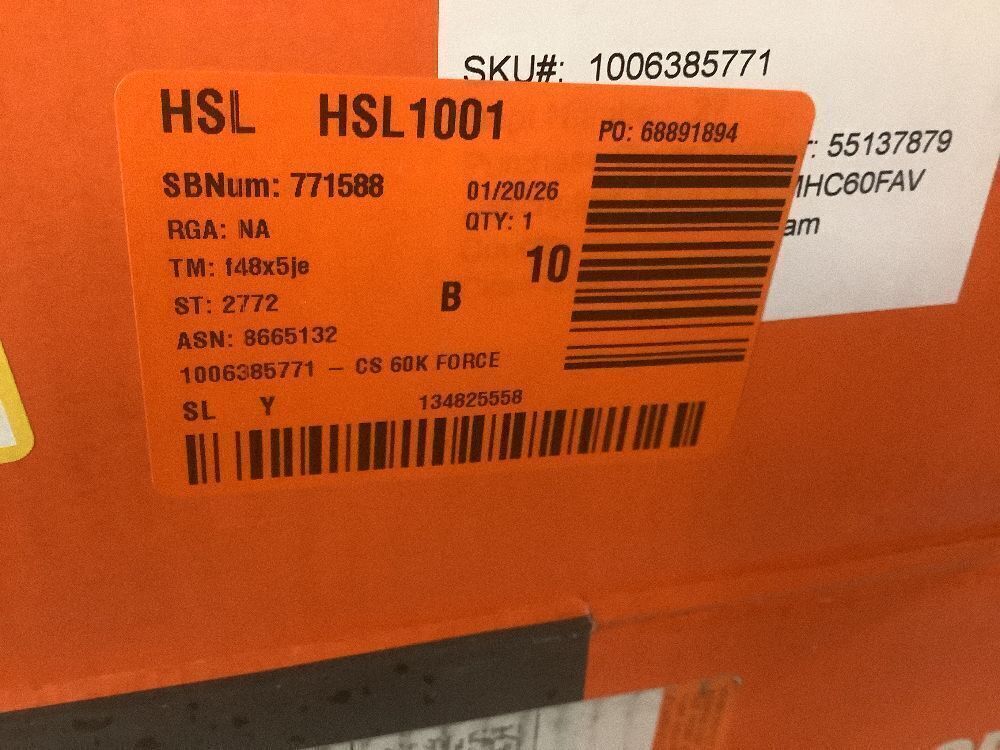 SKU#: 1006385771
HSL HSL1001
PO: 68891894
: 55137879
SBNum: 771588
01/20/26
HC60FAV
RGA: NA
QTY: 1
am
TM: f48x5je
10
ST: 2772
B
ASN: 8665132
1006385771 – CS 60K FORCE
SL Y 134825558